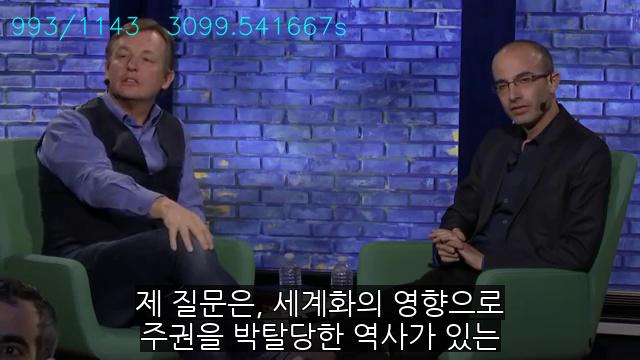 993/1143 3099.541667s
제 질문은, 세계화의 영향으로
주권을 박탈당한 역사가 있는